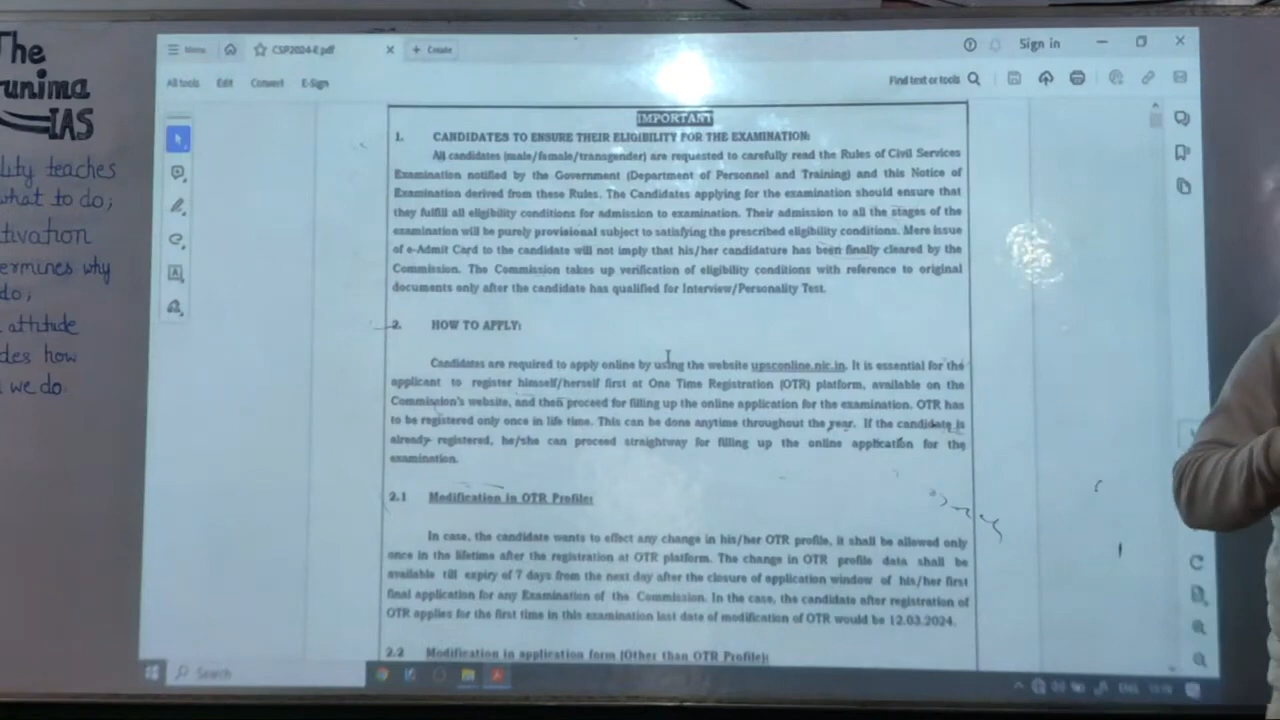 The
unima
IAS
lity teaches
what to do;
tivation
ermines why
do;
attitude
des how
we do
Menu
CSP2024-E.pdf
+ Create
Sign in
All tools Edit Convert E-Sign
Find text or tools
IMPORTANT
1. CANDIDATES TO ENSURE THEIR ELIGIBILITY FOR THE EXAMINATION:
All candidates (male/female/transgender) are requested to carefully read the Rules of Civil Services
Examination notified by the Government (Department of Personnel and Training) and this Notice of
Examination derived from these Rules. The Candidates applying for the examination should ensure that
they fulfill all eligibility conditions for admission to examination. Their admission to all the stages of the
examination will be purely provisional subject to satisfying the prescribed eligibility conditions. Mere issue
of e-Admit Card to the candidate will not imply that his/her candidature has been finally cleared by the
Commission. The Commission takes up verification of eligibility conditions with reference to original
documents only after the candidate has qualified for Interview/Personality Test.
2. HOW TO APPLY:
Candidates are required to apply online by using the website upsconline.nic.in. It is essential for the
applicant to register himself/herself first at One Time Registration (OTR) platform, available on the
Commission's website, and then proceed for filling up the online application for the examination. OTR has
to be registered only once in life time. This can be done anytime throughout the year. If the candidate is
already registered, he/she can proceed straightway for filling up the online application for the
examination.
2.1 Modification in OTR Profile:
In case, the candidate wants to effect any change in his/her OTR profile, it shall be allowed only
once in the lifetime after the registration at OTR platform. The change in OTR profile data shall be
available till expiry of 7 days from the next day after the closure of application window of his/her first
final application for any Examination of the Commission. In the case, the candidate after registration of
OTR applies for the first time in this examination last date of modification of OTR would be 12.03.2024.
2.2 Modification in application form (Other than OTR Profile):
Search
ENG